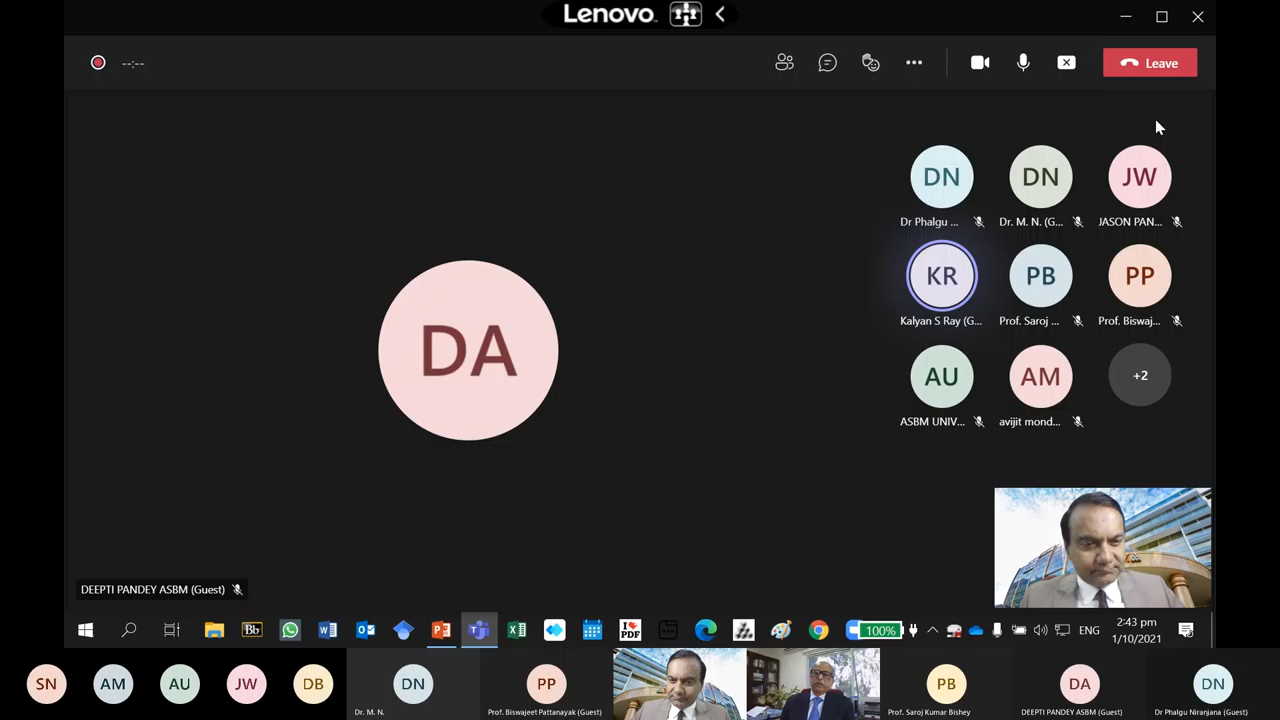 Lenovo
--:--
Leave
DN
DN
JW
Dr Phalgu ...
Dr. M. N. (G...
JASON PAN...
KR
PB
PP
Kalyan S Ray (G...
Prof. Saroj ...
Prof. Biswaj...
AU
AM
+2
ASBM UNIV...
avijit mond...
DA
DEEPTI PANDEY ASBM (Guest)
Bb
I PDF
100%
ENG
2:43 pm
1/10/2021
SN
AM
AU
JW
DB
DN
PP
PB
DA
DN
Dr. M. N.
Prof. Biswajeet Pattanayak (Guest)
Prof. Saroj Kumar Bishey
DEEPTI PANDEY ASBM (Guest)
Dr Phalgu Niranjana (Guest)